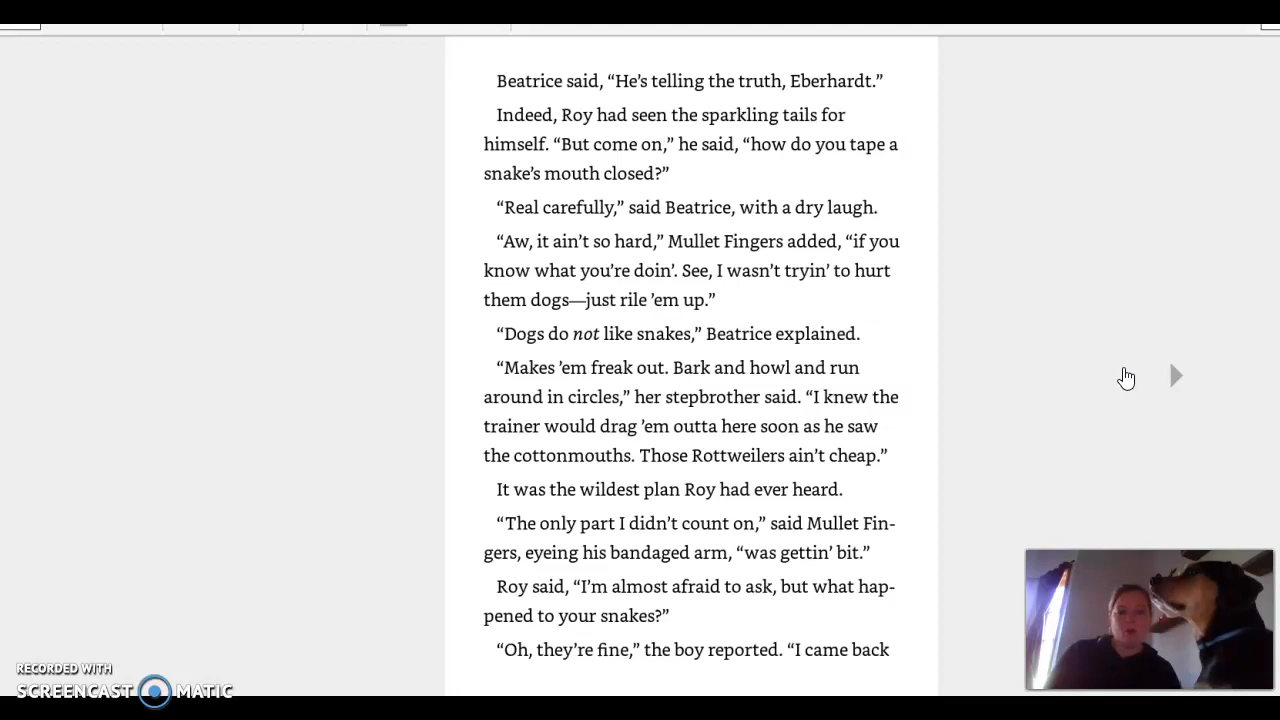 Beatrice said, “He’s telling the truth, Eberhardt.”
Indeed, Roy had seen the sparkling tails for
himself. “But come on,” he said, “how do you tape a
snake’s mouth closed?”
“Real carefully,” said Beatrice, with a dry laugh.
“Aw, it ain’t so hard,” Mullet Fingers added, “if you
know what you’re doin’. See, I wasn’t tryin’ to hurt
them dogs—just rile ’em up.”
“Dogs do not like snakes,” Beatrice explained.
“Makes ’em freak out. Bark and howl and run
around in circles,” her stepbrother said. “I knew the
trainer would drag ’em outta here soon as he saw
the cottonmouths. Those Rottweilers ain’t cheap.”
It was the wildest plan Roy had ever heard.
“The only part I didn’t count on,” said Mullet Fin-
gers, eyeing his bandaged arm, “was gettin’ bit.”
Roy said, “I’m almost afraid to ask, but what hap-
pened to your snakes?”
“Oh, they’re fine,” the boy reported. “I came back
RECORDED WITH
SCREENCAST MATIC